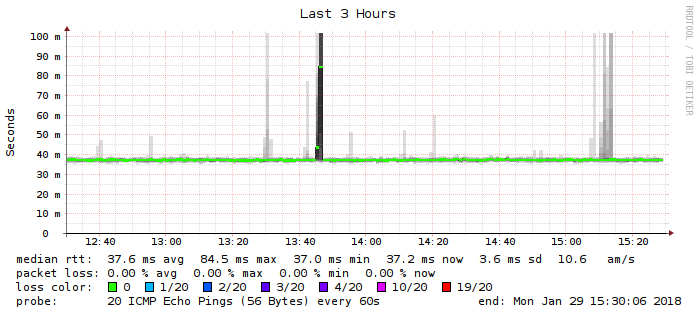 Last 3 Hours
RRDTOOL / TOBI OETIKER
Seconds
100 m
90 m
80 m
70 m
60 m
50 m
40 m
30 m
20 m
10 m
0
12:40 13:00 13:20 13:40 14:00 14:20 14:40 15:00 15:20
median rtt: 37.6 ms avg 84.5 ms max 37.0 ms min 37.2 ms now 3.6 ms sd 10.6 am/s
packet loss: 0.00 % avg 0.00 % max 0.00 % min 0.00 % now
loss color: 0 1/20 2/20 3/20 4/20 10/20 19/20
probe: 20 ICMP Echo Pings (56 Bytes) every 60s end: Mon Jan 29 15:30:06 2018